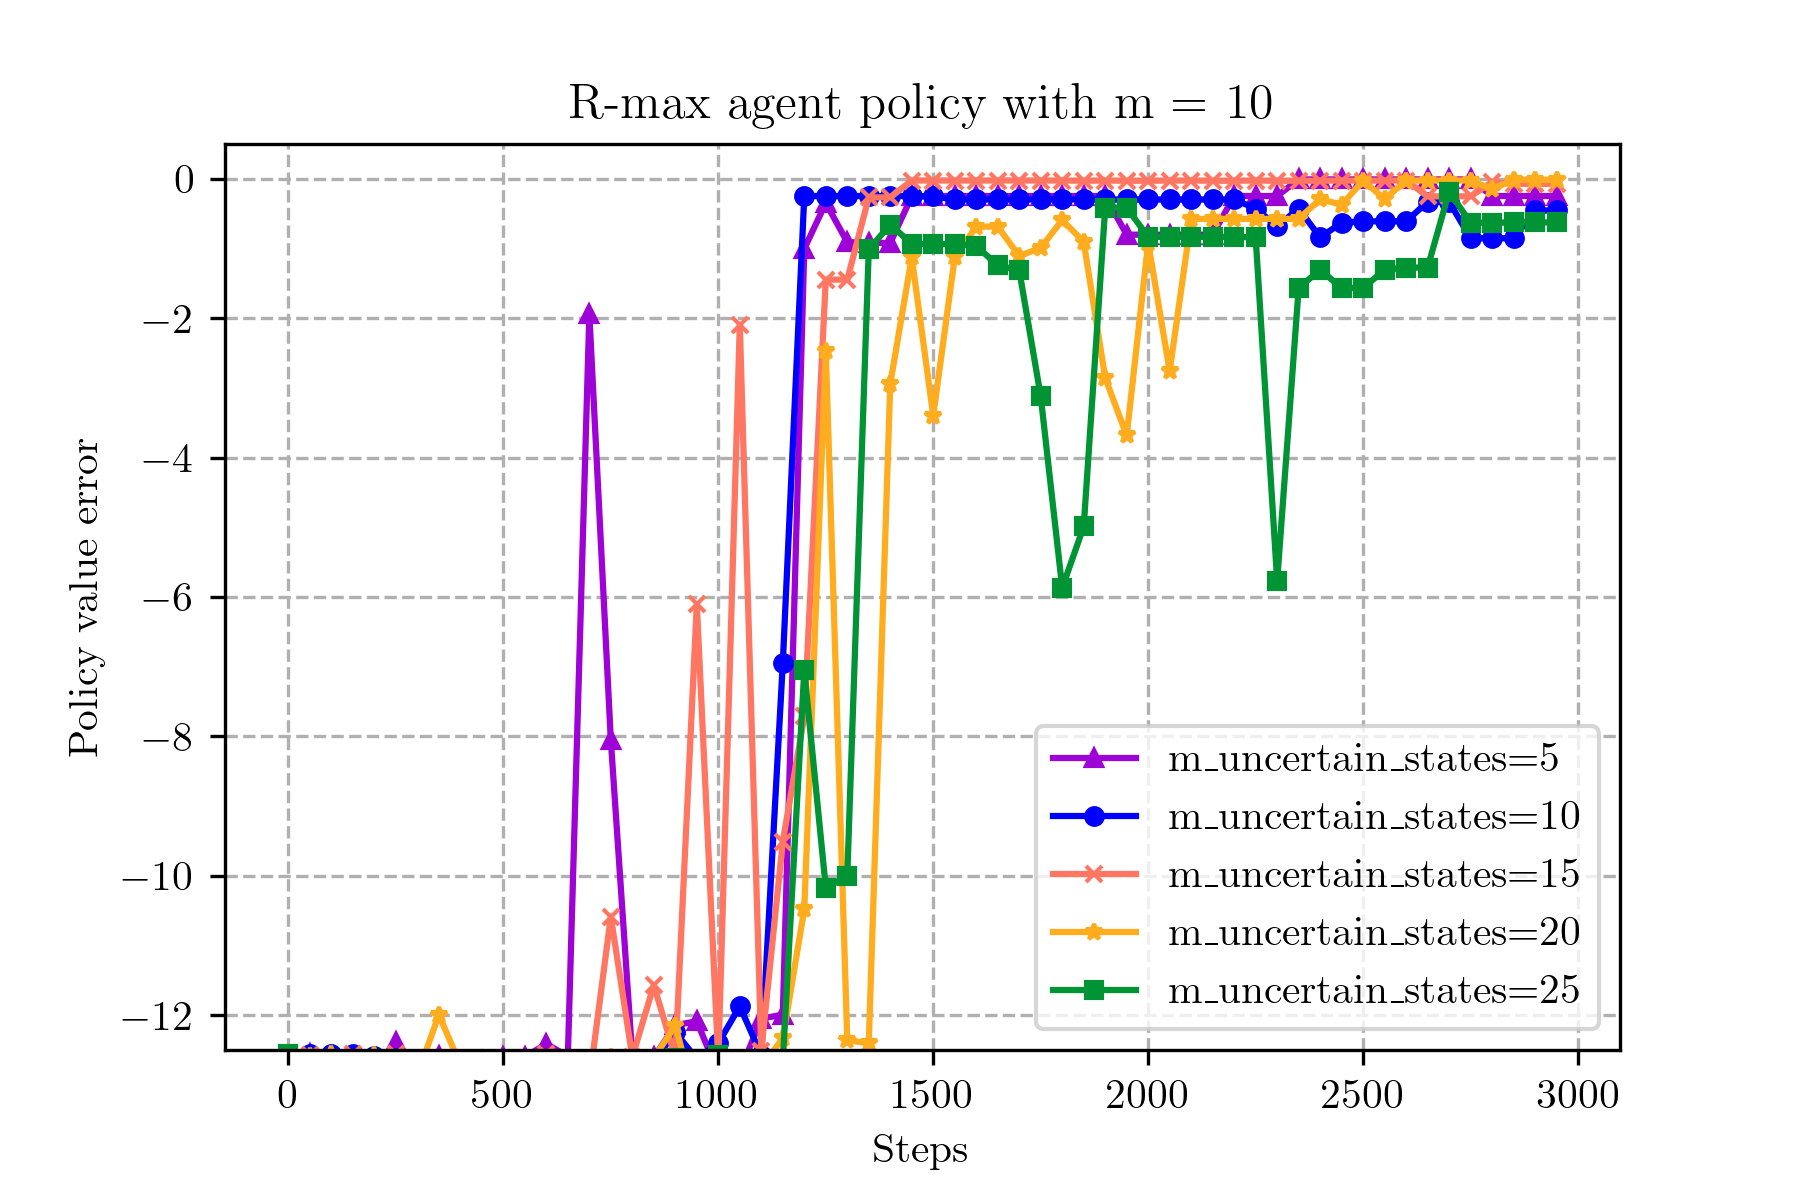 R-max agent policy with m = 10
Policy value error
0
−2
−4
−6
−8
−10
−12
m_uncertain_states=5
m_uncertain_states=10
m_uncertain_states=15
m_uncertain_states=20
m_uncertain_states=25
0 500 1000 1500 2000 2500 3000
Steps